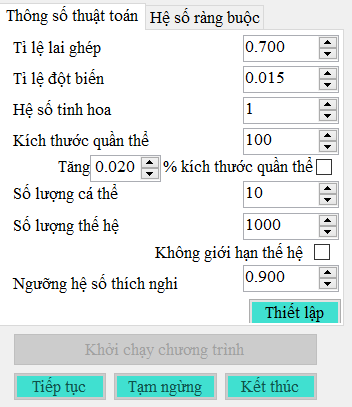 Thông số thuật toán Hệ số ràng buộc
Tỉ lệ lai ghép 0.700
Tỉ lệ đột biến 0.015
Hệ số tinh hoa 1
Kích thước quần thể 100
Tăng 0.020 % kích thước quần thể
Số lượng cá thể 10
Số lượng thế hệ 1000
Không giới hạn thế hệ
Ngưỡng hệ số thích nghi 0.900
Thiết lập
Khởi chạy chương trình
Tiếp tục Tạm ngừng Kết thúc